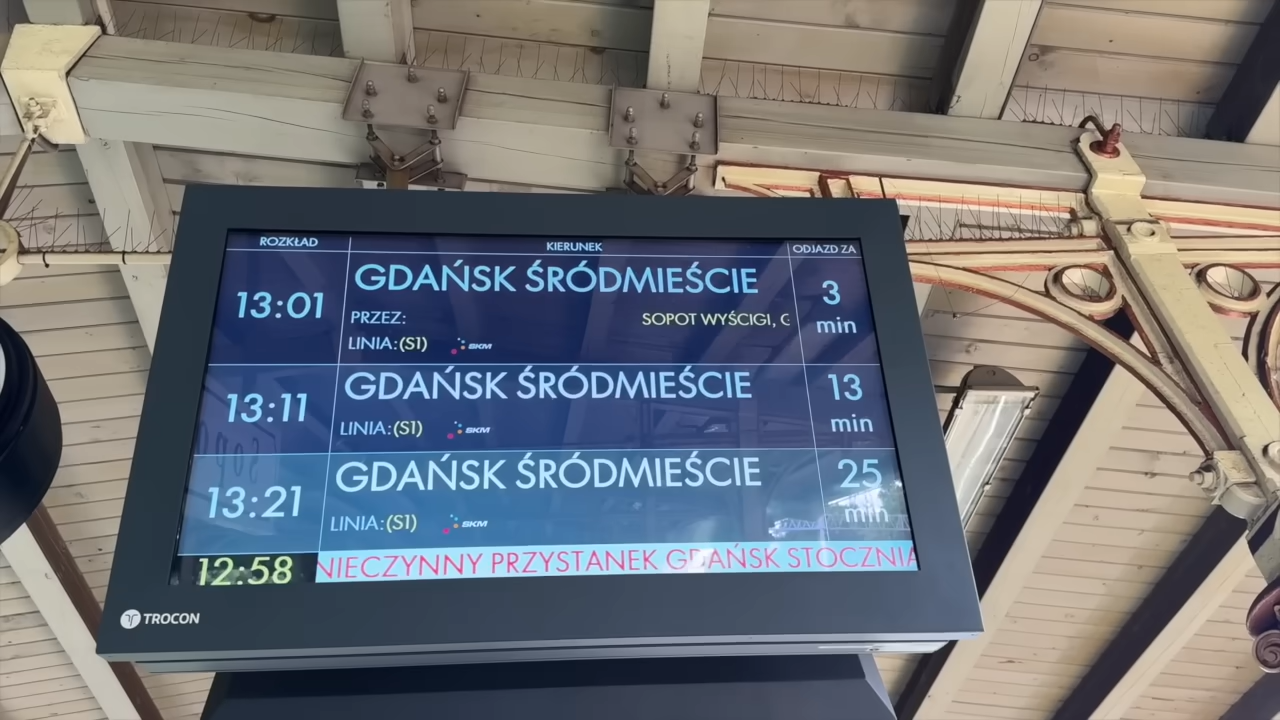 ROZKŁAD KIERUNEK ODJAZD ZA
13:01 GDAŃSK ŚRÓDMIEŚCIE 3 min
PRZEZ: SOPOT WYŚCIGI, G
LINIA:(S1) SKM
13:11 GDAŃSK ŚRÓDMIEŚCIE 13 min
LINIA:(S1) SKM
13:21 GDAŃSK ŚRÓDMIEŚCIE 25 min
LINIA:(S1) SKM
12:58 NIECZYNNY PRZYSTANEK GDAŃSK STOCZNIA
TROCON